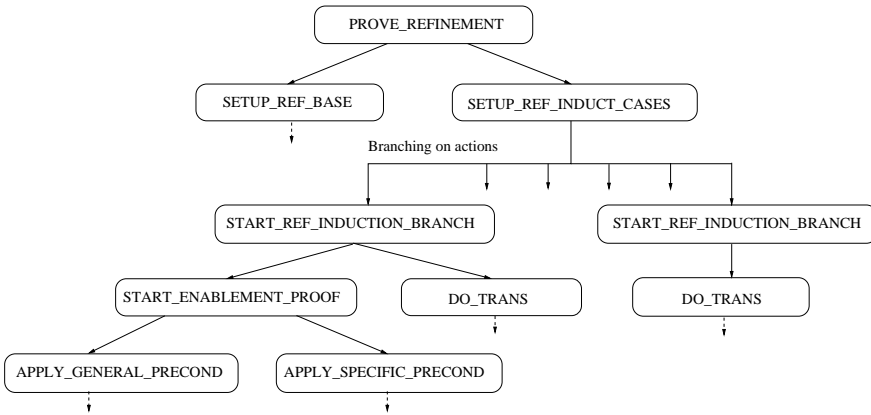 PROVE_REFINEMENT
SETUP_REF_BASE
SETUP_REF_INDUCT_CASES
Branching on actions
START_REF_INDUCTION_BRANCH
START_REF_INDUCTION_BRANCH
START_ENABLEMENT_PROOF
DO_TRANS
DO_TRANS
APPLY_GENERAL_PRECOND
APPLY_SPECIFIC_PRECOND